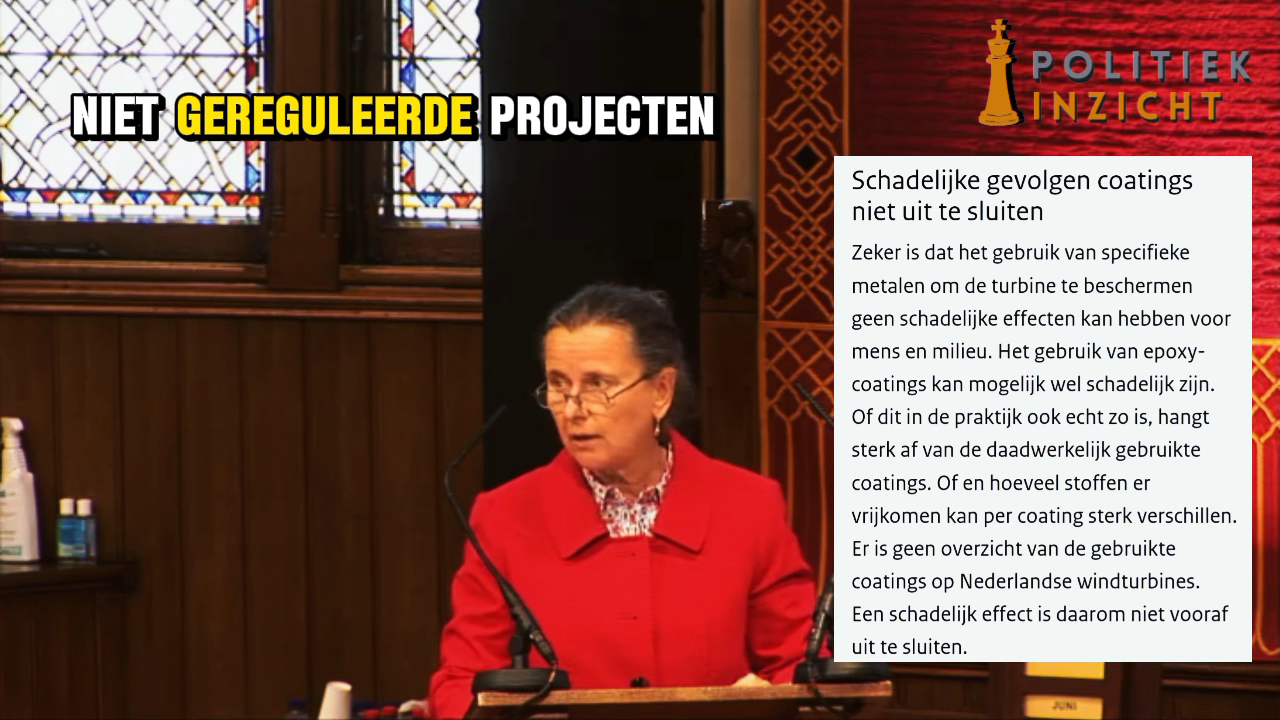 NIET GEREGULEERDE PROJECTEN
POLITIEK
INZICHT
Schadelijke gevolgen coatings
niet uit te sluiten
Zeker is dat het gebruik van specifieke
metalen om de turbine te beschermen
geen schadelijke effecten kan hebben voor
mens en milieu. Het gebruik van epoxy-
coatings kan mogelijk wel schadelijk zijn.
Of dit in de praktijk ook echt zo is, hangt
sterk af van de daadwerkelijk gebruikte
coatings. Of en hoeveel stoffen er
vrijkomen kan per coating sterk verschillen.
Er is geen overzicht van de gebruikte
coatings op Nederlandse windturbines.
Een schadelijk effect is daarom niet vooraf
uit te sluiten.
JUNI